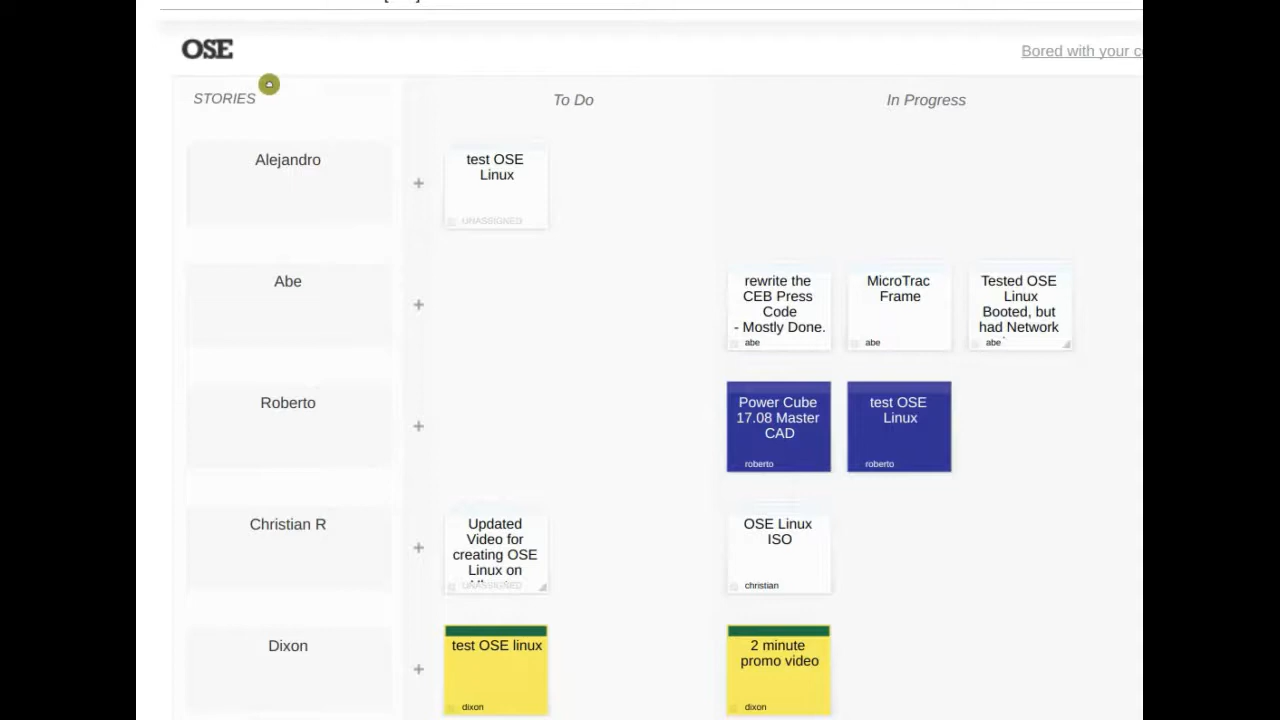 OSE
Bored with your
STORIES
To Do
In Progress
Alejandro
+
test OSE
Linux
UNASSIGNED
Abe
+
rewrite the
CEB Press
Code
- Mostly Done.
abe
MicroTrac
Frame
abe
Tested OSE
Linux
Booted, but
had Network
abe
Roberto
+
Power Cube
17.08 Master
CAD
roberto
test OSE
Linux
roberto
Christian R
+
Updated
Video for
creating OSE
Linux on
UNASSIGNED
OSE Linux
ISO
christian
Dixon
+
test OSE linux
dixon
2 minute
promo video
dixon